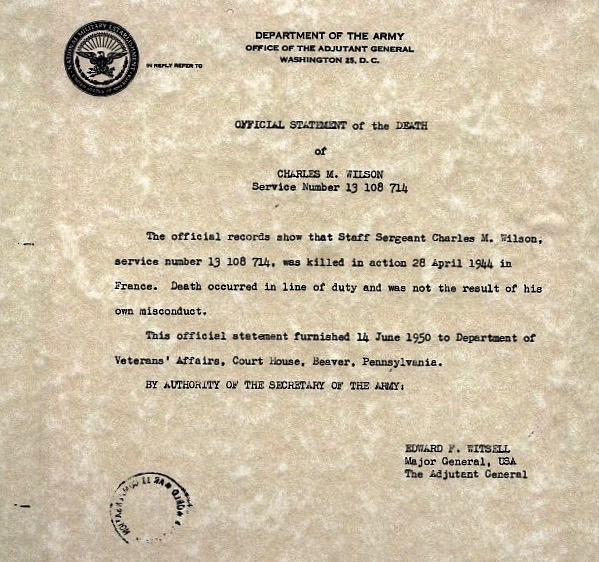 NATIONAL MILITARY ESTABLISHMENT
DEPARTMENT OF THE ARMY
OFFICE OF THE ADJUTANT GENERAL
WASHINGTON 25, D. C.
IN REPLY REFER TO
OFFICIAL STATEMENT of the DEATH
of
CHARLES M. WILSON
Service Number 13 108 714
The official records show that Staff Sergeant Charles M. Wilson,
service number 13 108 714, was killed in action 28 April 1944 in
France. Death occurred in line of duty and was not the result of his
own misconduct.
This official statement furnished 14 June 1950 to Department of
Veterans' Affairs, Court House, Beaver, Pennsylvania.
BY AUTHORITY OF THE SECRETARY OF THE ARMY:
EDWARD F. WITSELL
Major General, USA
The Adjutant General